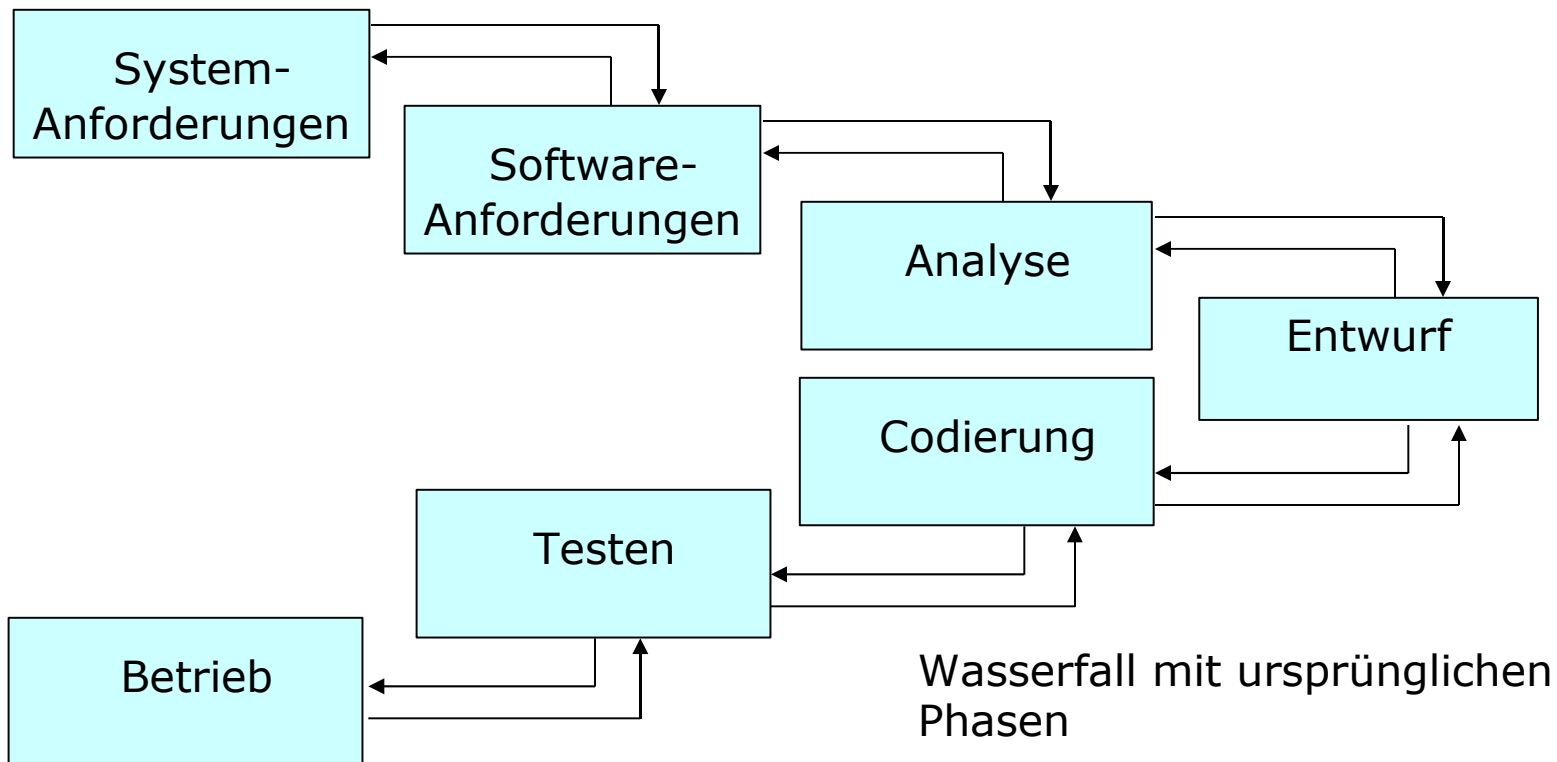 System-
Anforderungen
Software-
Anforderungen
Analyse
Entwurf
Codierung
Testen
Betrieb
Wasserfall mit ursprünglichen
Phasen